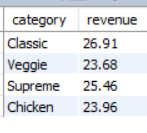 category revenue
Classic 26.91
Veggie 23.68
Supreme 25.46
Chicken 23.96